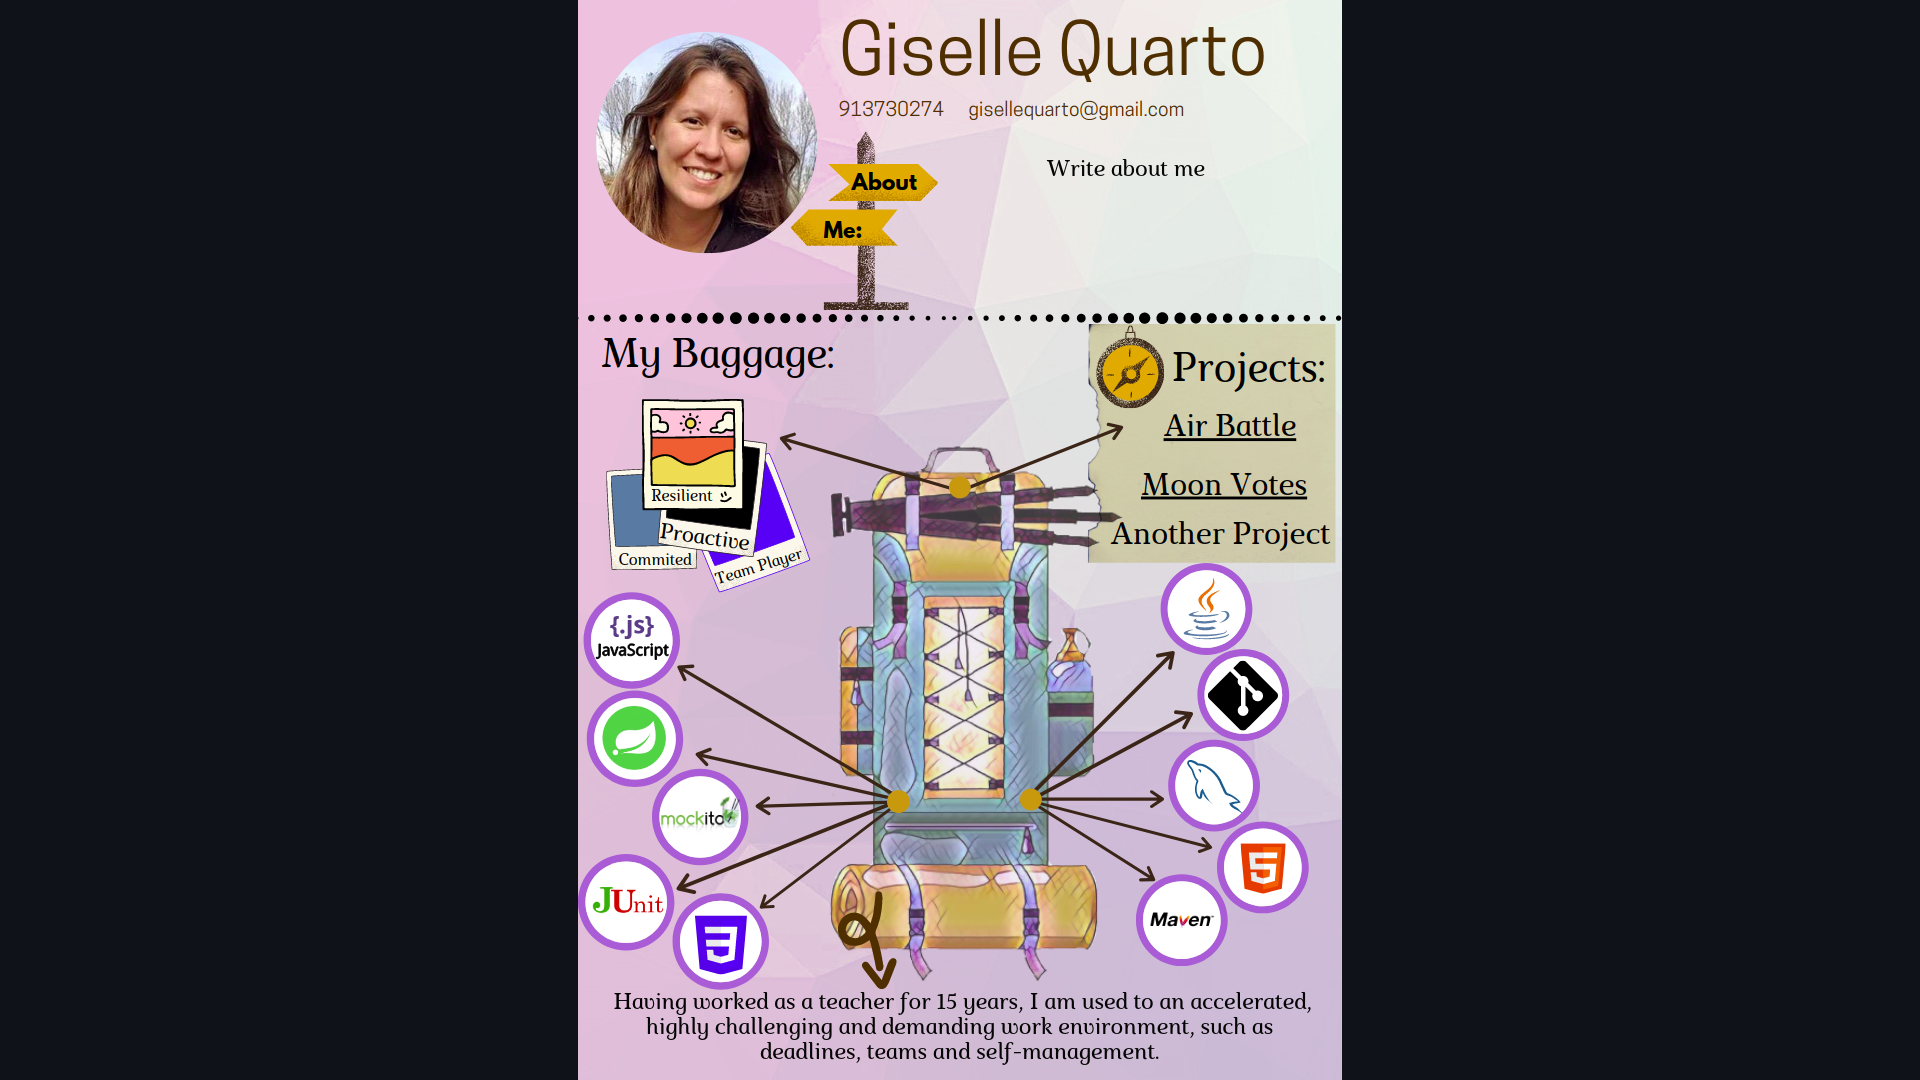 Giselle Quarto
913730274 gisellequarto@gmail.com
About
Me:
Write about me
My Baggage:
Projects:
Air Battle
Moon Votes
Another Project
Resilient
Proactive
Commited
Team Player
{.js}
JavaScript
mockito
JUnit
Maven
Having worked as a teacher for 15 years, I am used to an accelerated,
highly challenging and demanding work environment, such as
deadlines, teams and self-management.